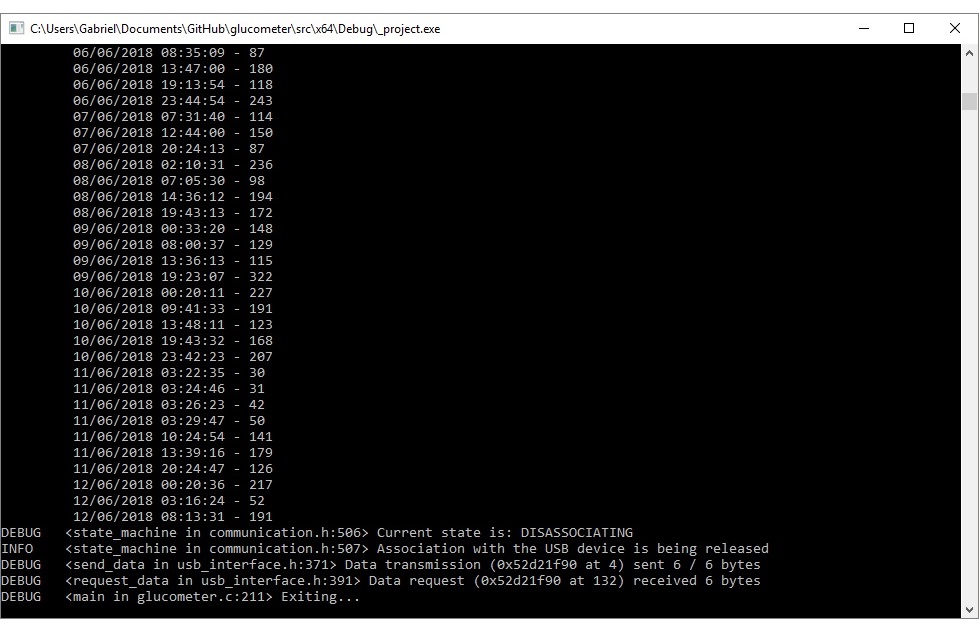 C:\Users\Gabriel\Documents\GitHub\glucometer\src\x64\Debug\_project.exe
06/06/2018 08:35:09 - 87
06/06/2018 13:47:00 - 180
06/06/2018 19:13:54 - 118
06/06/2018 23:44:54 - 243
07/06/2018 07:31:40 - 114
07/06/2018 12:44:00 - 150
07/06/2018 20:24:13 - 87
08/06/2018 02:10:31 - 236
08/06/2018 07:05:30 - 98
08/06/2018 14:36:12 - 194
08/06/2018 19:43:13 - 172
09/06/2018 00:33:20 - 148
09/06/2018 08:00:37 - 129
09/06/2018 13:36:13 - 115
09/06/2018 19:23:07 - 322
10/06/2018 00:20:11 - 227
10/06/2018 09:41:33 - 191
10/06/2018 13:48:11 - 123
10/06/2018 19:43:32 - 168
10/06/2018 23:42:23 - 207
11/06/2018 03:22:35 - 30
11/06/2018 03:24:46 - 31
11/06/2018 03:26:23 - 42
11/06/2018 03:29:47 - 50
11/06/2018 10:24:54 - 141
11/06/2018 13:39:16 - 179
11/06/2018 20:24:47 - 126
12/06/2018 00:20:36 - 217
12/06/2018 03:16:24 - 52
12/06/2018 08:13:31 - 191
DEBUG <state_machine in communication.h:506> Current state is: DISASSOCIATING
INFO <state_machine in communication.h:507> Association with the USB device is being released
DEBUG <send_data in usb_interface.h:371> Data transmission (0x52d21f90 at 4) sent 6 / 6 bytes
DEBUG <request_data in usb_interface.h:391> Data request (0x52d21f90 at 132) received 6 bytes
DEBUG <main in glucometer.c:211> Exiting...